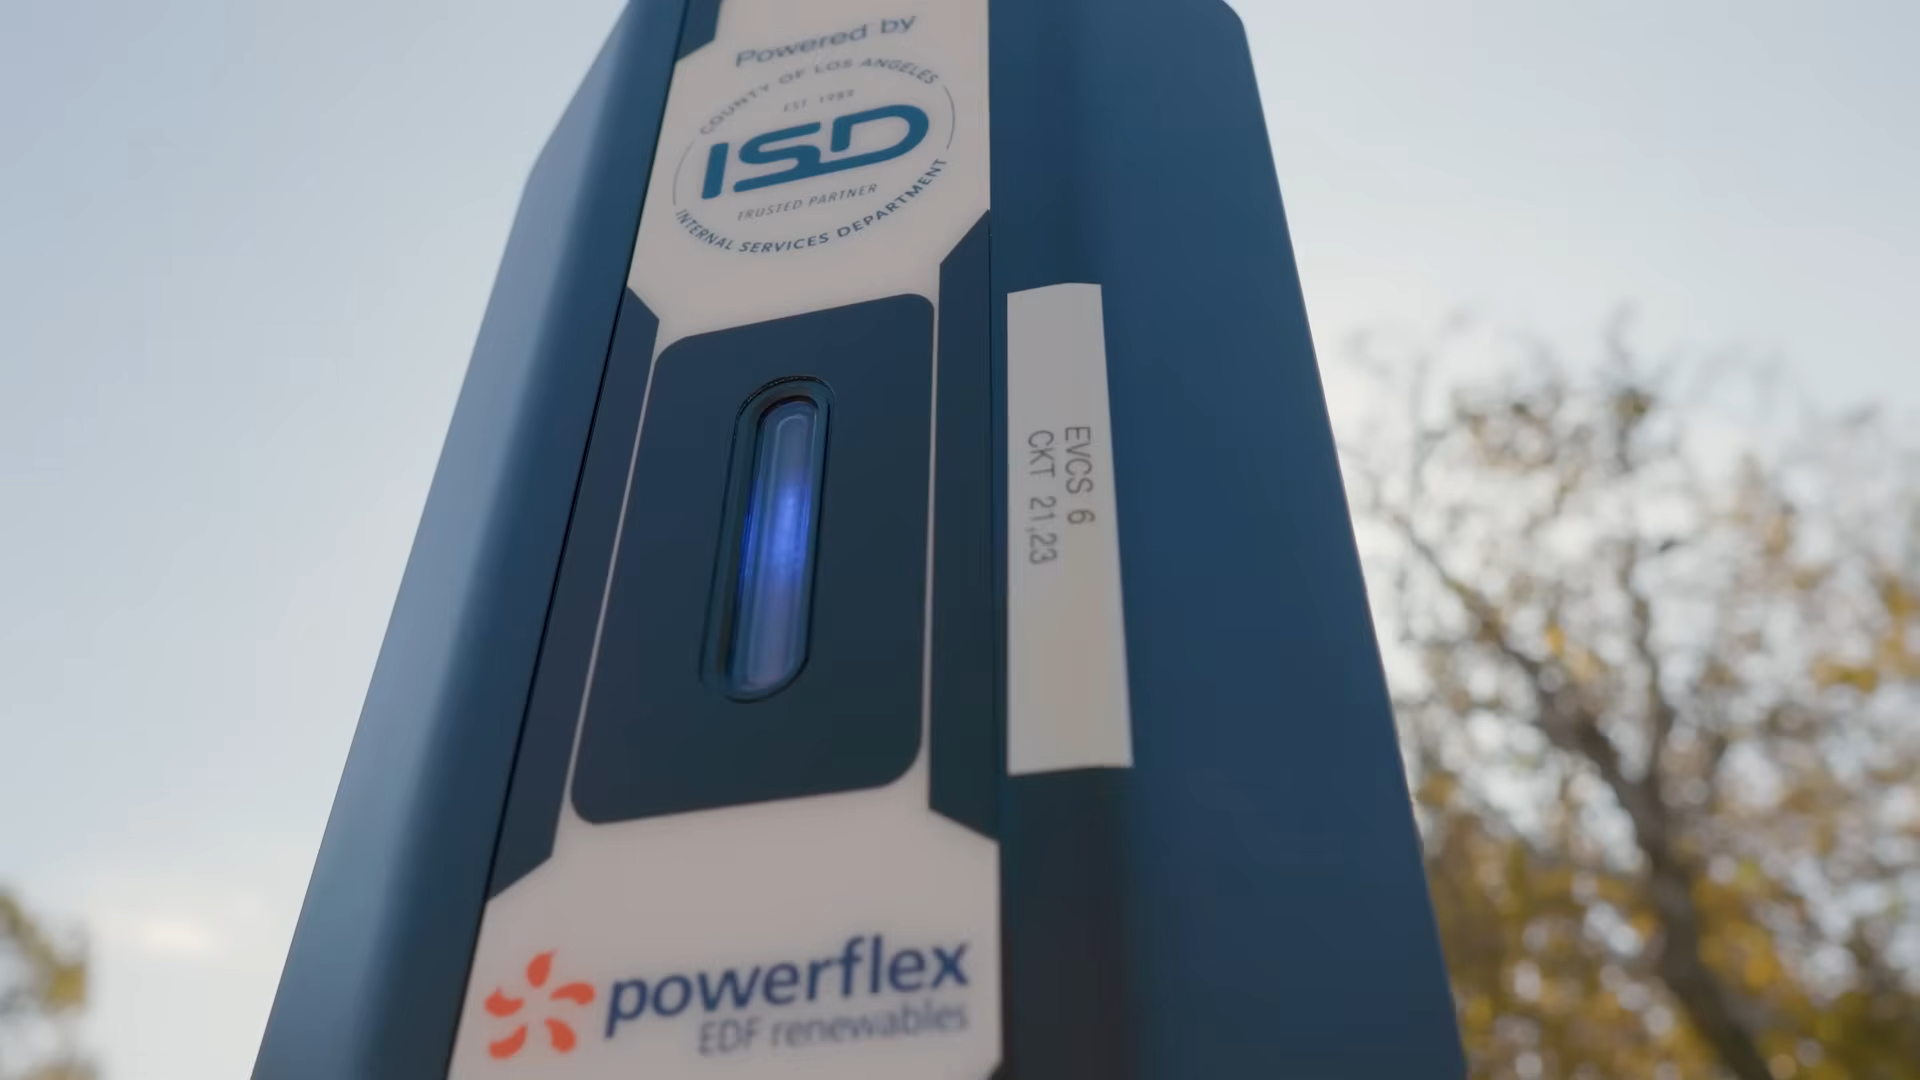 Powered by
COUNTY OF LOS ANGELES
EST. 1989
ISD
TRUSTED PARTNER
INTERNAL SERVICES DEPARTMENT
EVCS 6
CKT 21,23
powerflex
EDF renewables